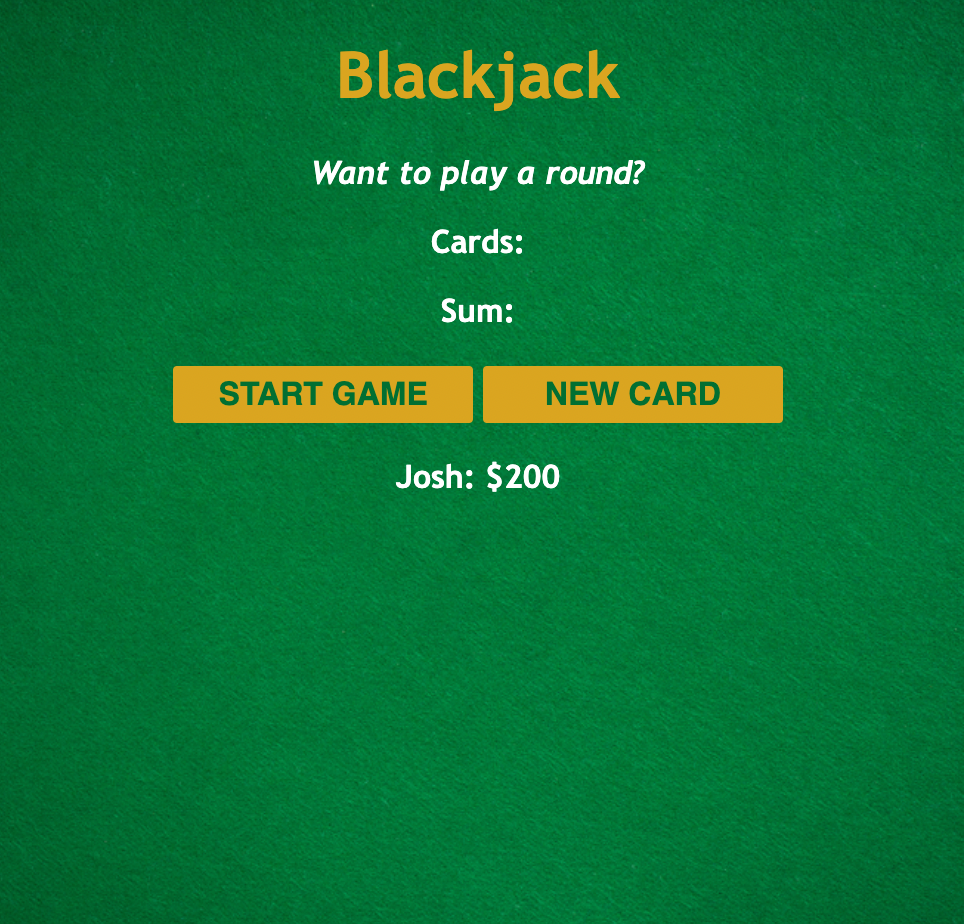 Blackjack
Want to play a round?
Cards:
Sum:
START GAME NEW CARD
Josh: $200